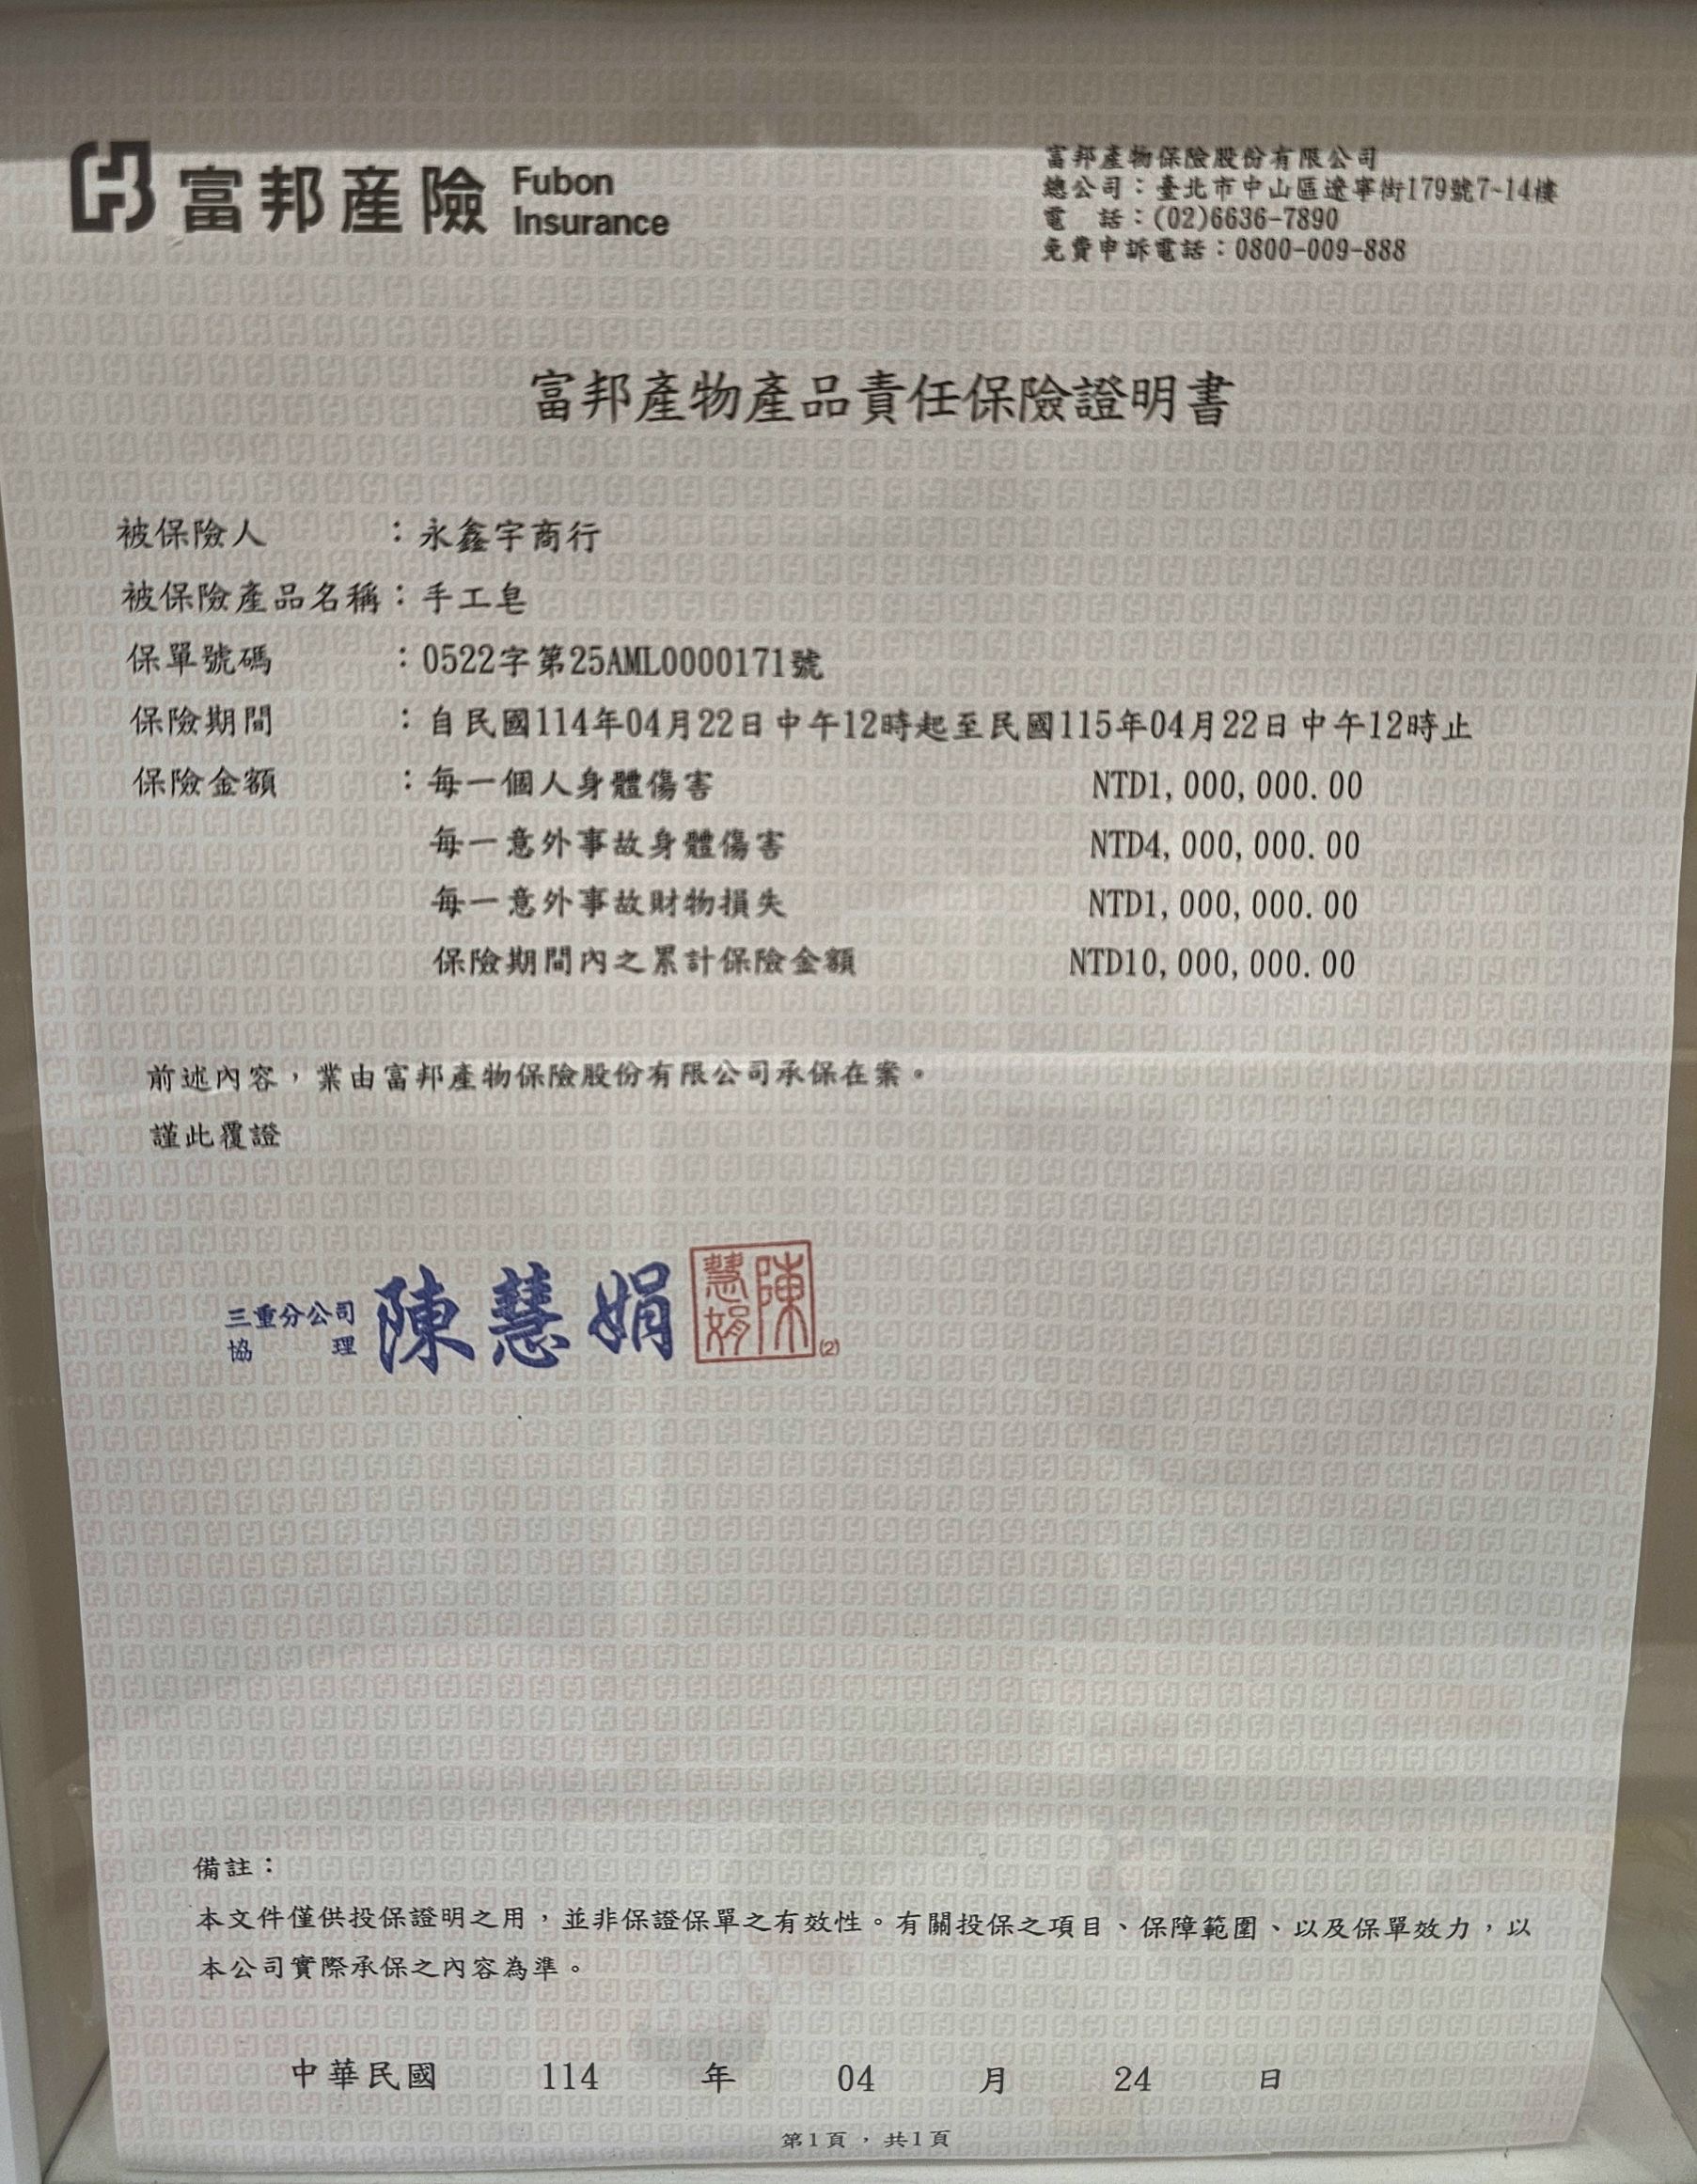 富邦產險 Fubon Insurance
富邦產物保險股份有限公司
總公司：臺北市中山區遼寧街179號7-14樓
電　話：(02)6636-7890
免費申訴電話：0800-009-888
富邦產物產品責任保險證明書
被保險人：永鑫宇商行
被保險產品名稱：手工皂
保單號碼：0522字第25AML0000171號
保險期間：自民國114年04月22日中午12時起至民國115年04月22日中午12時止
保險金額：每一個人身體傷害 NTD1,000,000.00
每一意外事故身體傷害 NTD4,000,000.00
每一意外事故財物損失 NTD1,000,000.00
保險期間內之累計保險金額 NTD10,000,000.00
前述內容，業由富邦產物保險股份有限公司承保在案。
謹此覆證
三重分公司
協理 陳慧娟
陳慧娟(2)
備註：
本文件僅供投保證明之用，並非保證保單之有效性。有關投保之項目、保障範圍、以及保單效力，以
本公司實際承保之內容為準。
中華民國 114 年 04 月 24 日
第1頁，共1頁